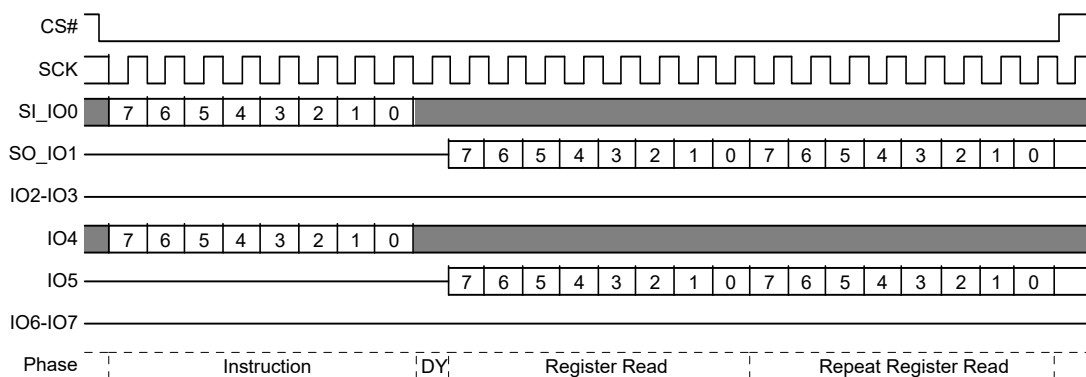 CS#
SCK
SI_IO0 7 6 5 4 3 2 1 0
SO_IO1 7 6 5 4 3 2 1 0 7 6 5 4 3 2 1 0
IO2-IO3
IO4 7 6 5 4 3 2 1 0
IO5 7 6 5 4 3 2 1 0 7 6 5 4 3 2 1 0
IO6-IO7
Phase Instruction DY Register Read Repeat Register Read